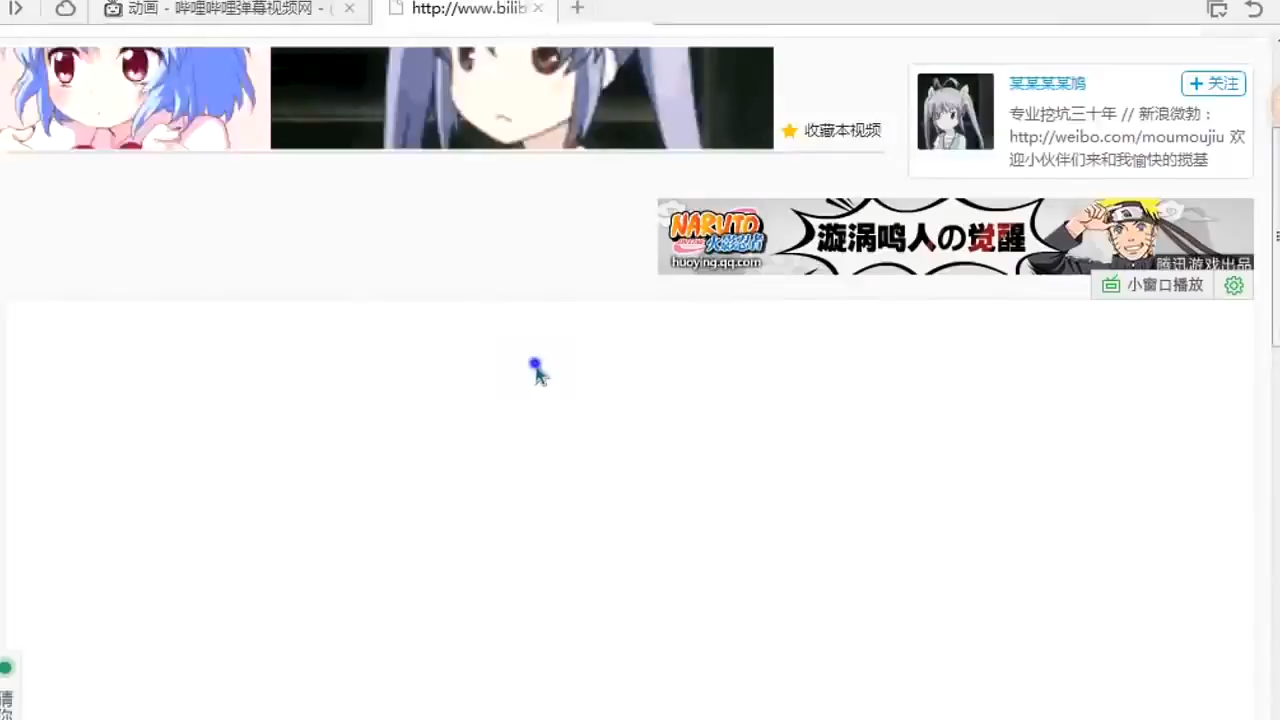 动画 - 哔哩哔哩弹幕视频网 - (
http://www.bilib
收藏本视频
某某某某鸠
+ 关注
专业挖坑三十年 // 新浪微勃：
http://weibo.com/moumoujiu 欢
迎小伙伴们来和我愉快的搅基
NARUTO
火影忍者
huoying.qq.com
漩涡鸣人の觉醒
腾讯游戏出品
小窗口播放
猜
你